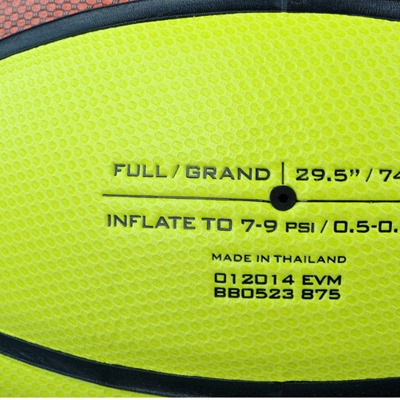 FULL / GRAND | 29.5" / 74
INFLATE TO 7-9 PSI / 0.5-0.
MADE IN THAILAND
012014 EVM
BB0523 875